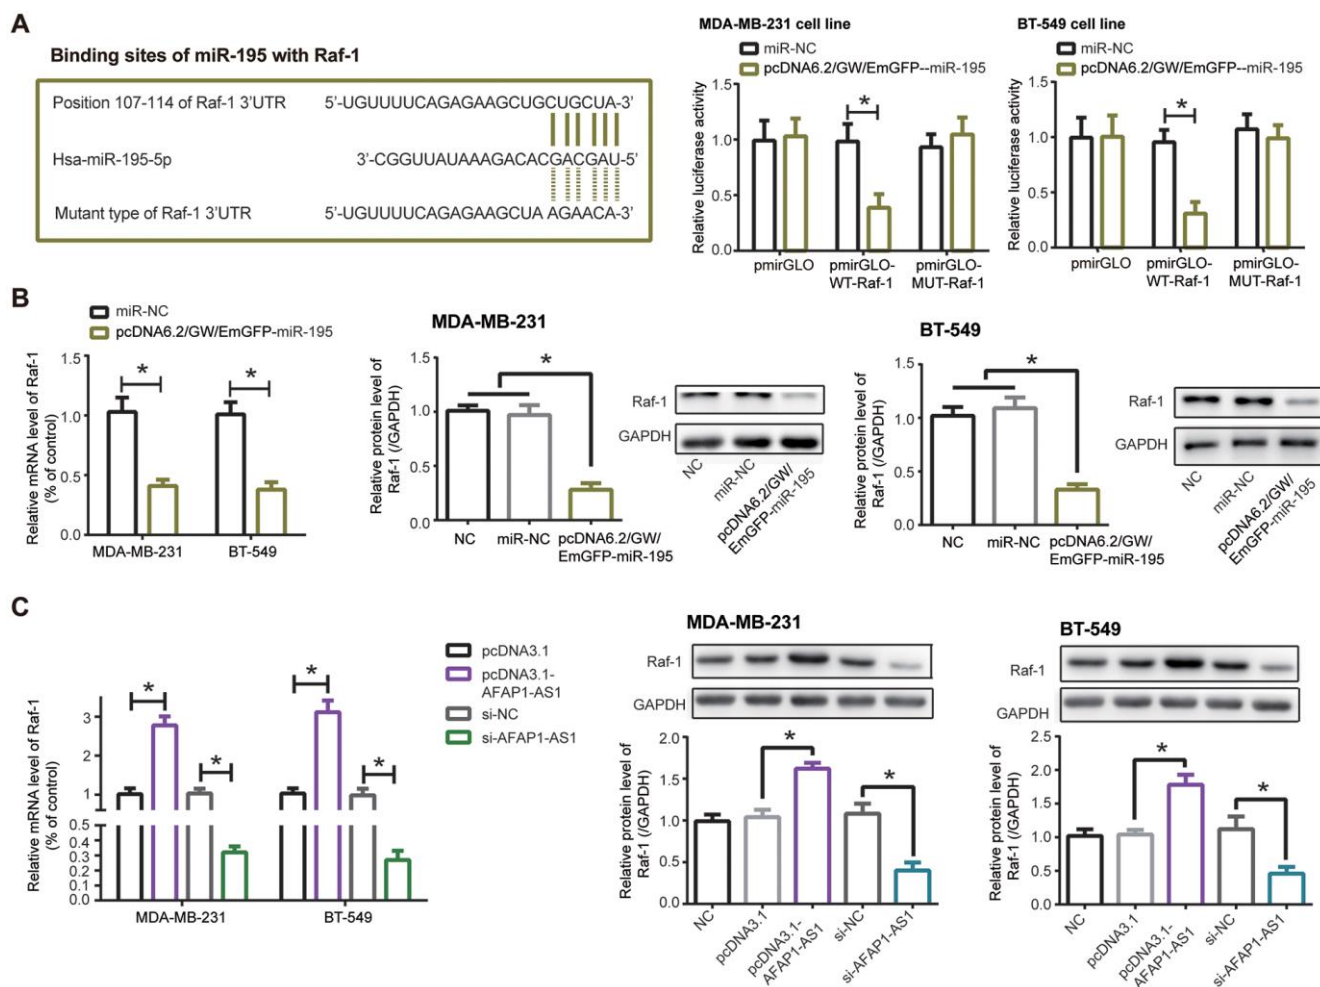 A
Binding sites of miR-195 with Raf-1
Position 107-114 of Raf-1 3'UTR
5'-UGUUUUCAGAGAAGCUGCUGCUA-3'
Hsa-miR-195-5p
3'-CGGUUAUAAAGACACGACGAU-5'
Mutant type of Raf-1 3'UTR
5'-UGUUUUCAGAGAAGCUA AGAACA-3'
MDA-MB-231 cell line
miR-NC
pcDNA6.2/GW/EmGFP--miR-195
Relative luciferase activity
1.5
1.0
0.5
0.0
*
pmirGLO
pmirGLO-
WT-Raf-1
pmirGLO-
MUT-Raf-1
BT-549 cell line
miR-NC
pcDNA6.2/GW/EmGFP--miR-195
Relative luciferase activity
1.5
1.0
0.5
0.0
*
pmirGLO
pmirGLO-
WT-Raf-1
pmirGLO-
MUT-Raf-1
B
miR-NC
pcDNA6.2/GW/EmGFP-miR-195
Relative mRNA level of Raf-1
(% of control)
1.5
1.0
0.5
0.0
*
*
MDA-MB-231
BT-549
MDA-MB-231
Relative protein level of
Raf-1 (/GAPDH)
1.5
1.0
0.5
0.0
*
NC
miR-NC
pcDNA6.2/GW/
EmGFP-miR-195
Raf-1
GAPDH
NC
miR-NC
pcDNA6.2/GW/
EmGFP-miR-195
BT-549
Relative protein level of
Raf-1 (/GAPDH)
1.5
1.0
0.5
0.0
*
NC
miR-NC
pcDNA6.2/GW/
EmGFP-miR-195
Raf-1
GAPDH
NC
miR-NC
pcDNA6.2/GW/
EmGFP-miR-195
C
Relative mRNA level of Raf-1
(% of control)
3
2
1
0.5
0.4
0.3
0.2
0.1
0.0
*
*
*
*
MDA-MB-231
BT-549
pcDNA3.1
pcDNA3.1-
AFAP1-AS1
si-NC
si-AFAP1-AS1
MDA-MB-231
Raf-1
GAPDH
Relative protein level of
Raf-1 (/GAPDH)
2.0
1.5
1.0
0.5
0.0
*
*
NC
pcDNA3.1
pcDNA3.1-
AFAP1-AS1
si-NC
si-AFAP1-AS1
BT-549
Raf-1
GAPDH
Relative protein level of
Raf-1 (/GAPDH)
2.5
2.0
1.5
1.0
0.5
0.0
*
*
NC
pcDNA3.1
pcDNA3.1-
AFAP1-AS1
si-NC
si-AFAP1-AS1